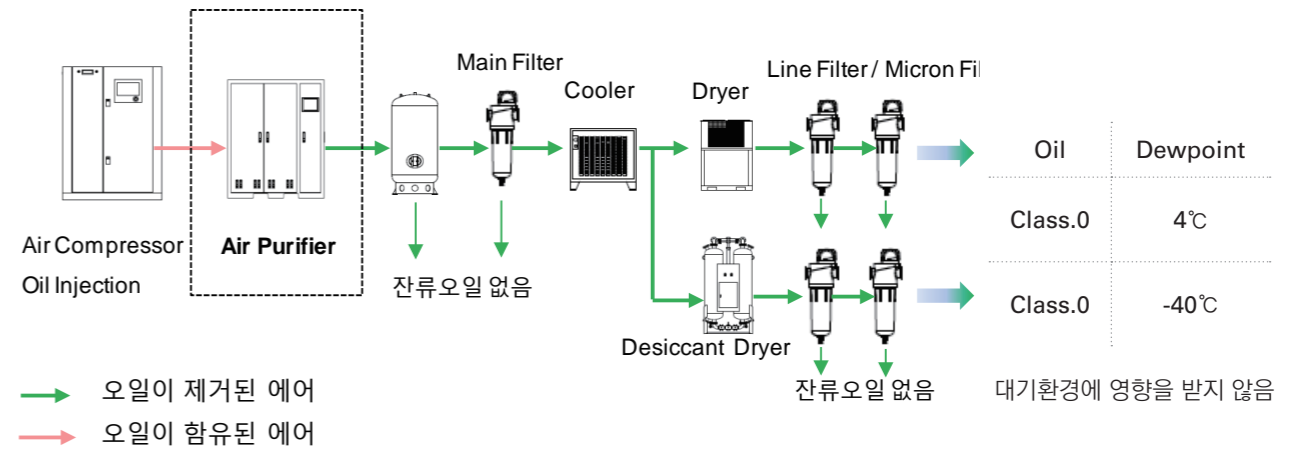 Main Filter
Line Filter / Micron Fil
Cooler
Dryer
Oil Dewpoint
Class.0 4℃
Air Compressor
Oil Injection
Air Purifier
잔류오일 없음
Class.0 -40℃
Desiccant Dryer
잔류오일 없음
대기환경에 영향을 받지 않음
오일이 제거된 에어
오일이 함유된 에어